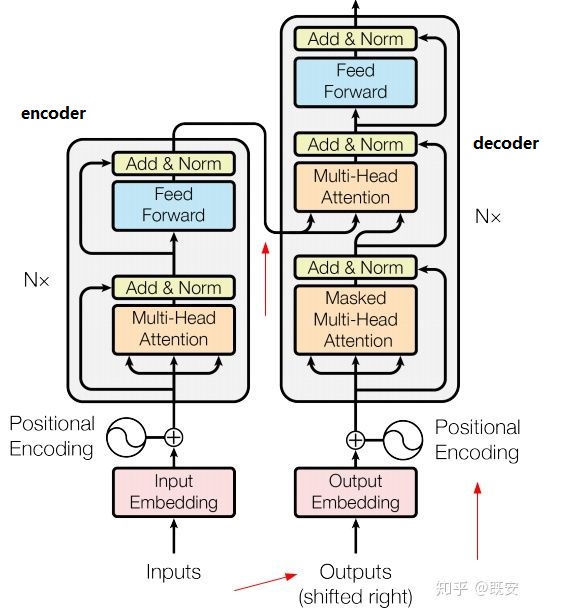 encoder
Add & Norm
Feed
Forward
Nx
Add & Norm
Multi-Head
Attention
Positional
Encoding
Input
Embedding
Inputs
decoder
Add & Norm
Feed
Forward
Add & Norm
Multi-Head
Attention
Nx
Add & Norm
Masked
Multi-Head
Attention
Positional
Encoding
Output
Embedding
Outputs
(shifted right)
知乎 @既安